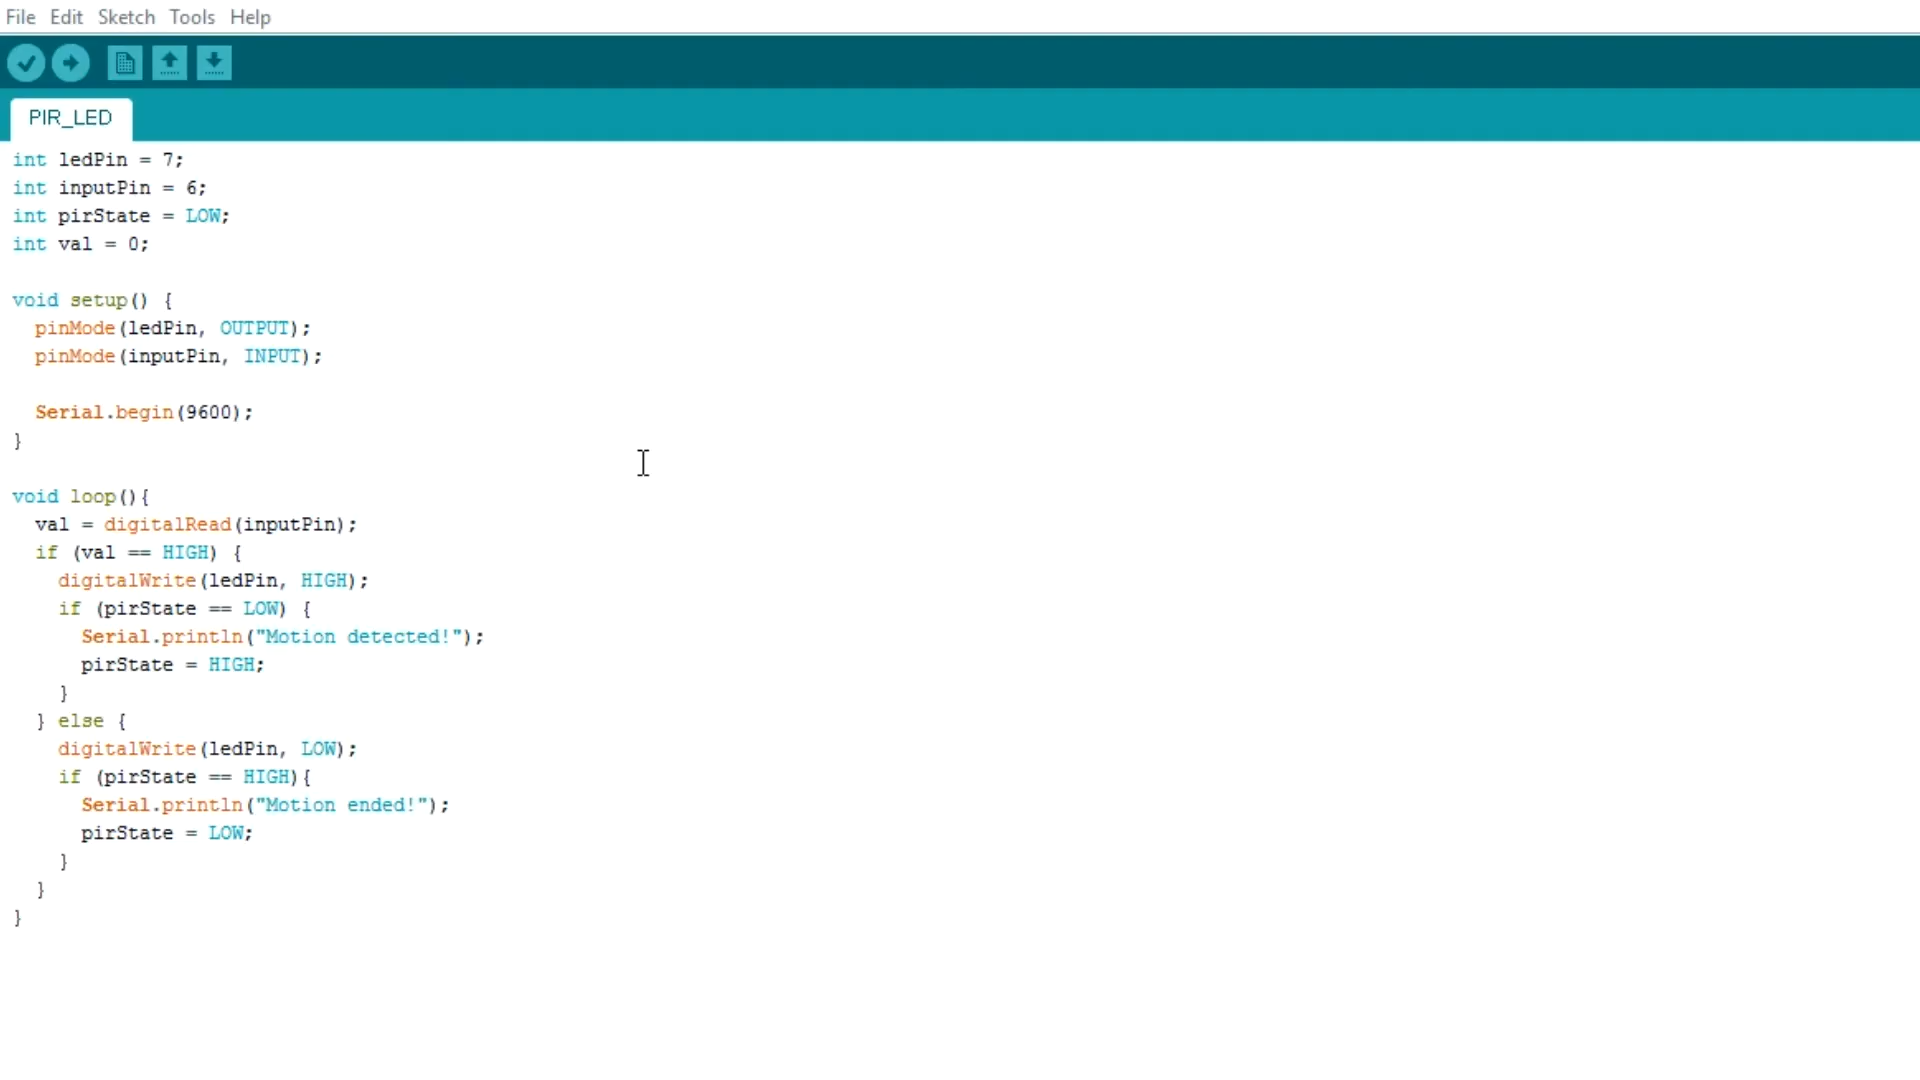 File Edit Sketch Tools Help
PIR_LED
int ledPin = 7;
int inputPin = 6;
int pirState = LOW;
int val = 0;
void setup() {
  pinMode(ledPin, OUTPUT);
  pinMode(inputPin, INPUT);
  Serial.begin(9600);
}
void loop(){
  val = digitalRead(inputPin);
  if (val == HIGH) {
    digitalWrite(ledPin, HIGH);
    if (pirState == LOW) {
      Serial.println("Motion detected!");
      pirState = HIGH;
    }
  } else {
    digitalWrite(ledPin, LOW);
    if (pirState == HIGH){
      Serial.println("Motion ended!");
      pirState = LOW;
    }
  }
}